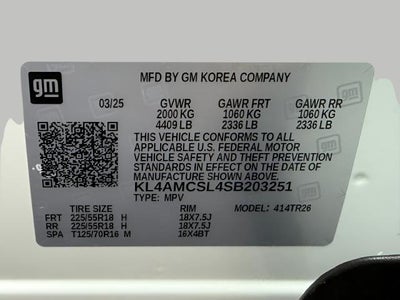 gm
MFD BY GM KOREA COMPANY
03/25 GVWR GAWR FRT GAWR RR
2000 KG 1060 KG 1060 KG
4409 LB 2336 LB 2336 LB
THIS VEHICLE CONFORMS TO ALL
APPLICABLE U.S. FEDERAL MOTOR
VEHICLE SAFETY AND THEFT PREVENTION
STANDARDS IN EFFECT ON THE DATE OF
MANUFACTURE SHOWN ABOVE.
KL4AMCSL4SB203251
TYPE: MPV
TIRE SIZE RIM MODEL: 414TR26
FRT 225/55R18 H 18X7.5J
RR 225/55R18 H 18X7.5J
SPA T125/70R16 M 16X4BT